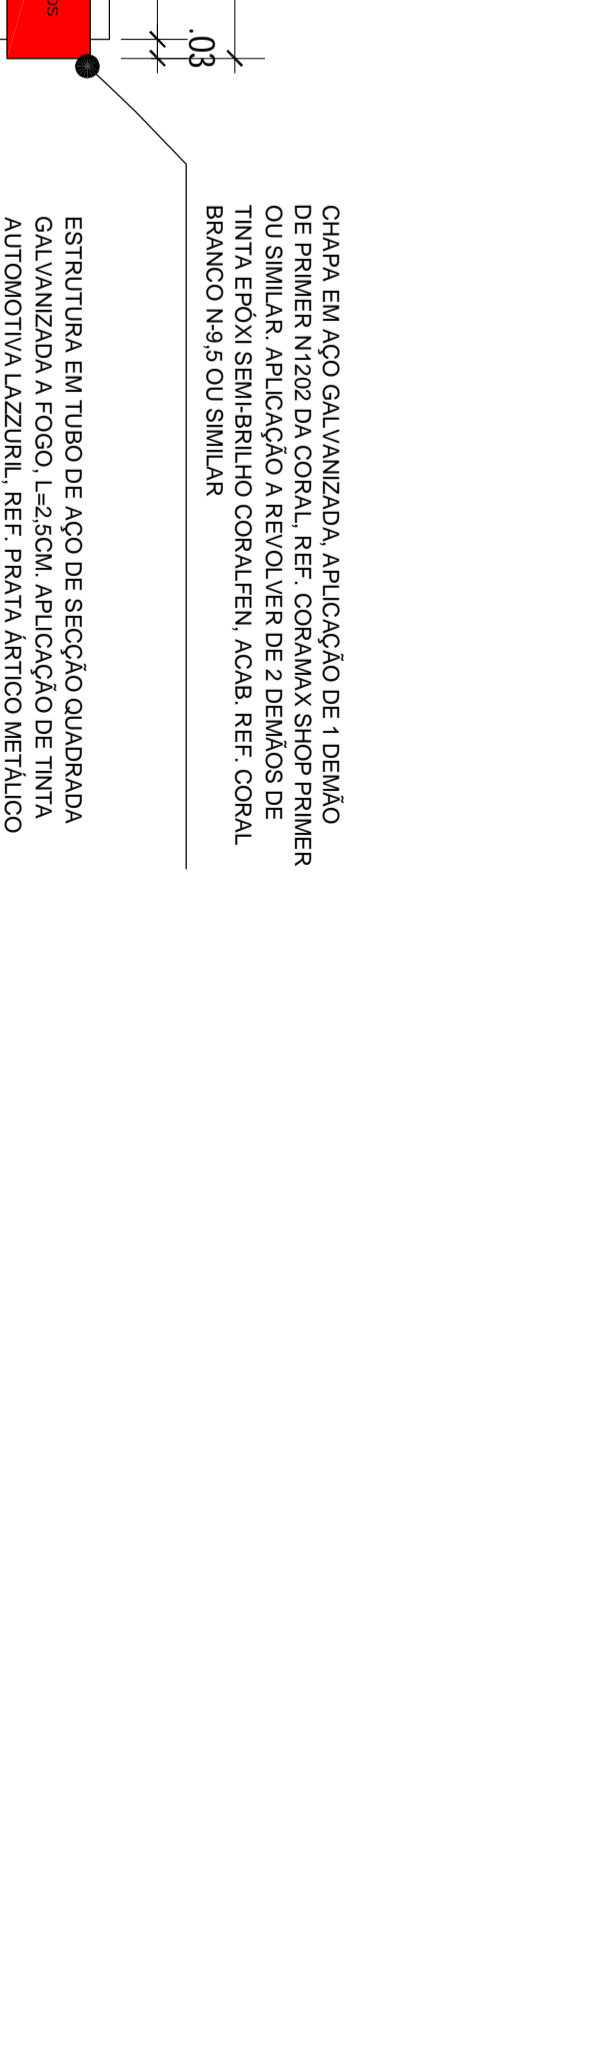 CHAPA EM AÇO GALVANIZADA, APLICAÇÃO DE 1 DEMÃO
DE PRIMER N1202 DA CORAL, REF. CORAMAX SHOP PRIMER
OU SIMILAR. APLICAÇÃO A REVOLVER DE 2 DEMÃOS DE
TINTA EPÓXI SEMI-BRILHO CORALFEN, ACAB. REF. CORAL
BRANCO N-9,5 OU SIMILAR
.03
ESTRUTURA EM TUBO DE AÇO DE SECÇÃO QUADRADA
GALVANIZADA A FOGO, L=2,5CM. APLICAÇÃO DE TINTA
AUTOMOTIVA LAZZURIL, REF. PRATA ÁRTICO METÁLICO